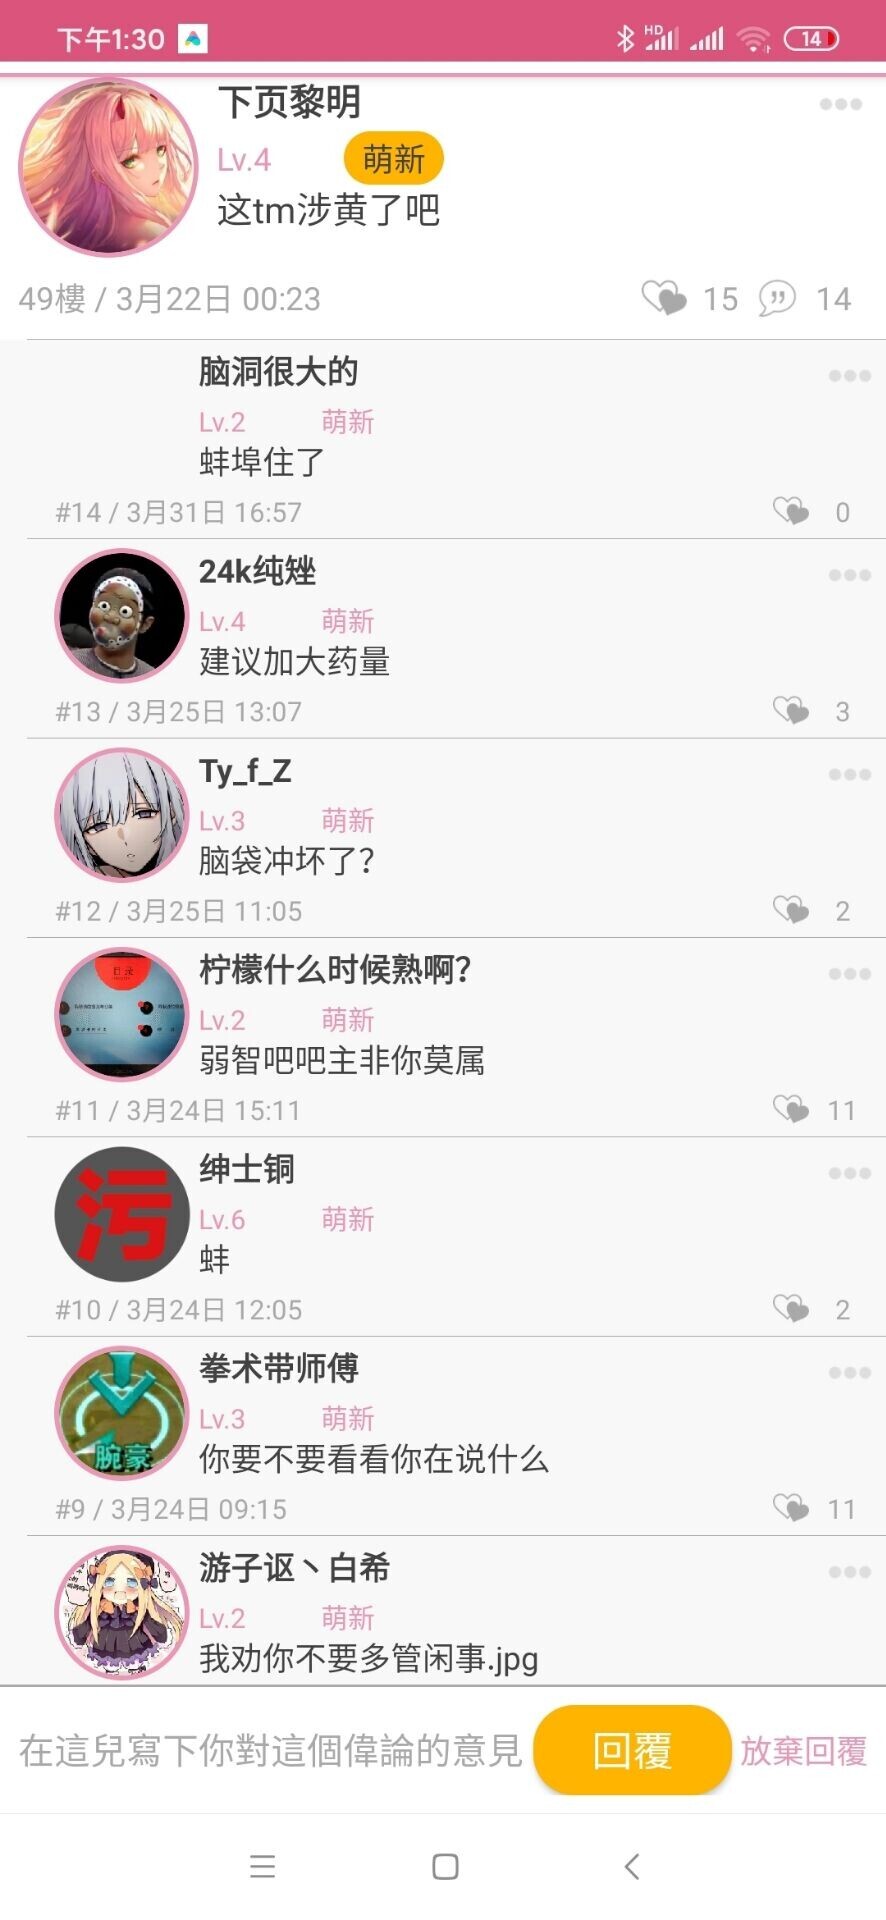 下午1:30
HD
14
下页黎明
Lv.4 萌新
这tm涉黄了吧
49樓 / 3月22日 00:23 15 14
脑洞很大的
Lv.2 萌新
蚌埠住了
#14 / 3月31日 16:57 0
24k纯矬
Lv.4 萌新
建议加大药量
#13 / 3月25日 13:07 3
Ty_f_Z
Lv.3 萌新
脑袋冲坏了?
#12 / 3月25日 11:05 2
目录
柠檬什么时候熟啊?
Lv.2 萌新
弱智吧吧主非你莫属
#11 / 3月24日 15:11 11
污
绅士铜
Lv.6 萌新
蚌
#10 / 3月24日 12:05 2
腕豪
拳术带师傅
Lv.3 萌新
你要不要看看你在说什么
#9 / 3月24日 09:15 11
游子讴丶白希
Lv.2 萌新
我劝你不要多管闲事.jpg
在這兒寫下你對這個偉論的意見 回覆 放棄回覆